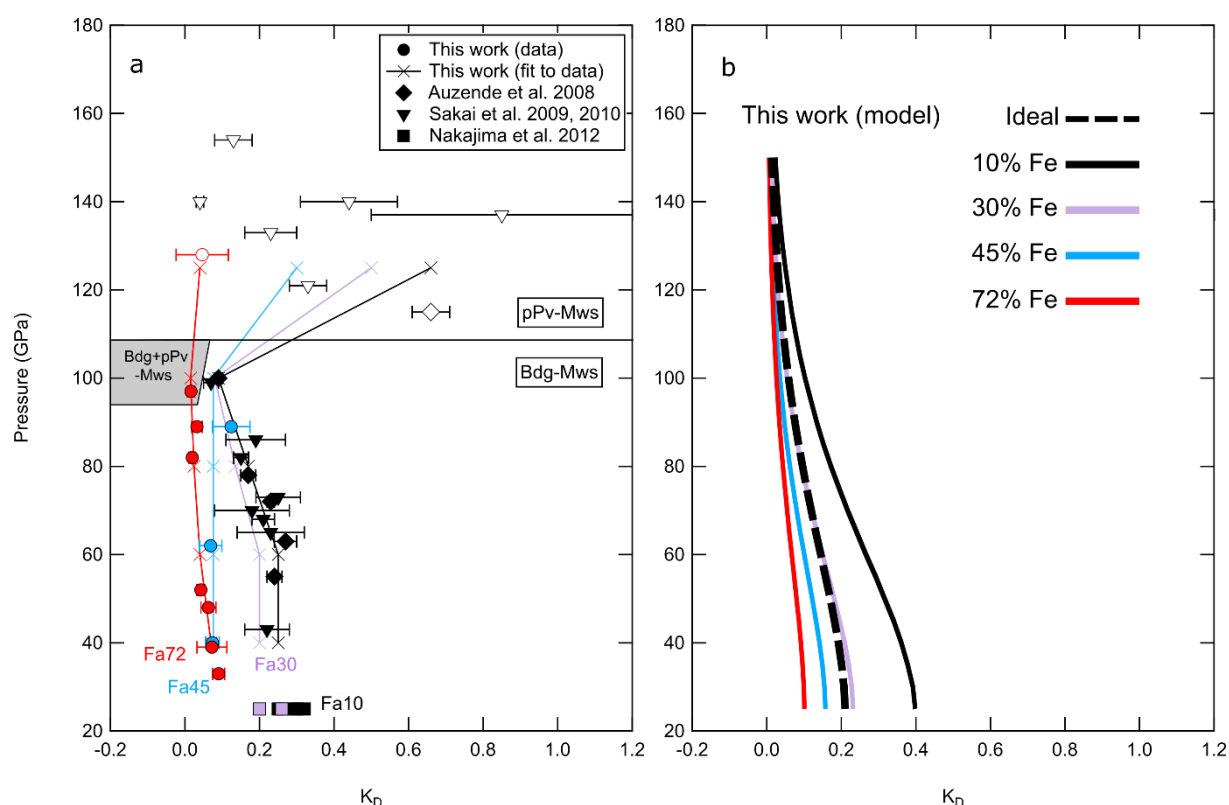 a
This work (data)
This work (fit to data)
Auzende et al. 2008
Sakai et al. 2009, 2010
Nakajima et al. 2012
pPv-Mws
Bdg+pPv
-Mws
Bdg-Mws
Fa72
Fa45
Fa30
Fa10
180
160
140
120
100
80
60
40
20
Pressure (GPa)
-0.2
0.0
0.2
0.4
0.6
0.8
1.0
1.2
K_D
b
This work (model)
Ideal
10% Fe
30% Fe
45% Fe
72% Fe
180
160
140
120
100
80
60
40
20
-0.2
0.0
0.2
0.4
0.6
0.8
1.0
1.2
K_D